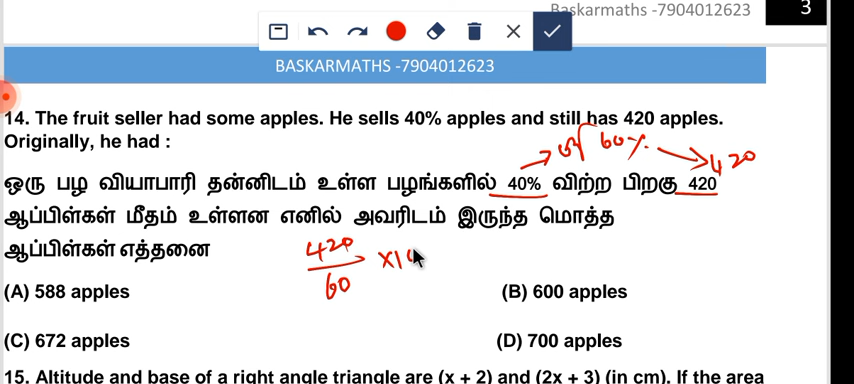 Baskarmaths -7904012623
3
BASKARMATHS -7904012623
14. The fruit seller had some apples. He sells 40% apples and still has 420 apples.
Originally, he had :
60%
420
ஒரு பழ வியாபாரி தன்னிடம் உள்ள பழங்களில் 40% விற்ற பிறகு 420
ஆப்பிள்கள் மீதம் உள்ளன எனில் அவரிடம் இருந்த மொத்த
ஆப்பிள்கள் எத்தனை
420
60
X1
(A) 588 apples
(B) 600 apples
(C) 672 apples
(D) 700 apples
15. Altitude and base of a right angle triangle are (x + 2) and (2x + 3) (in cm). If the area